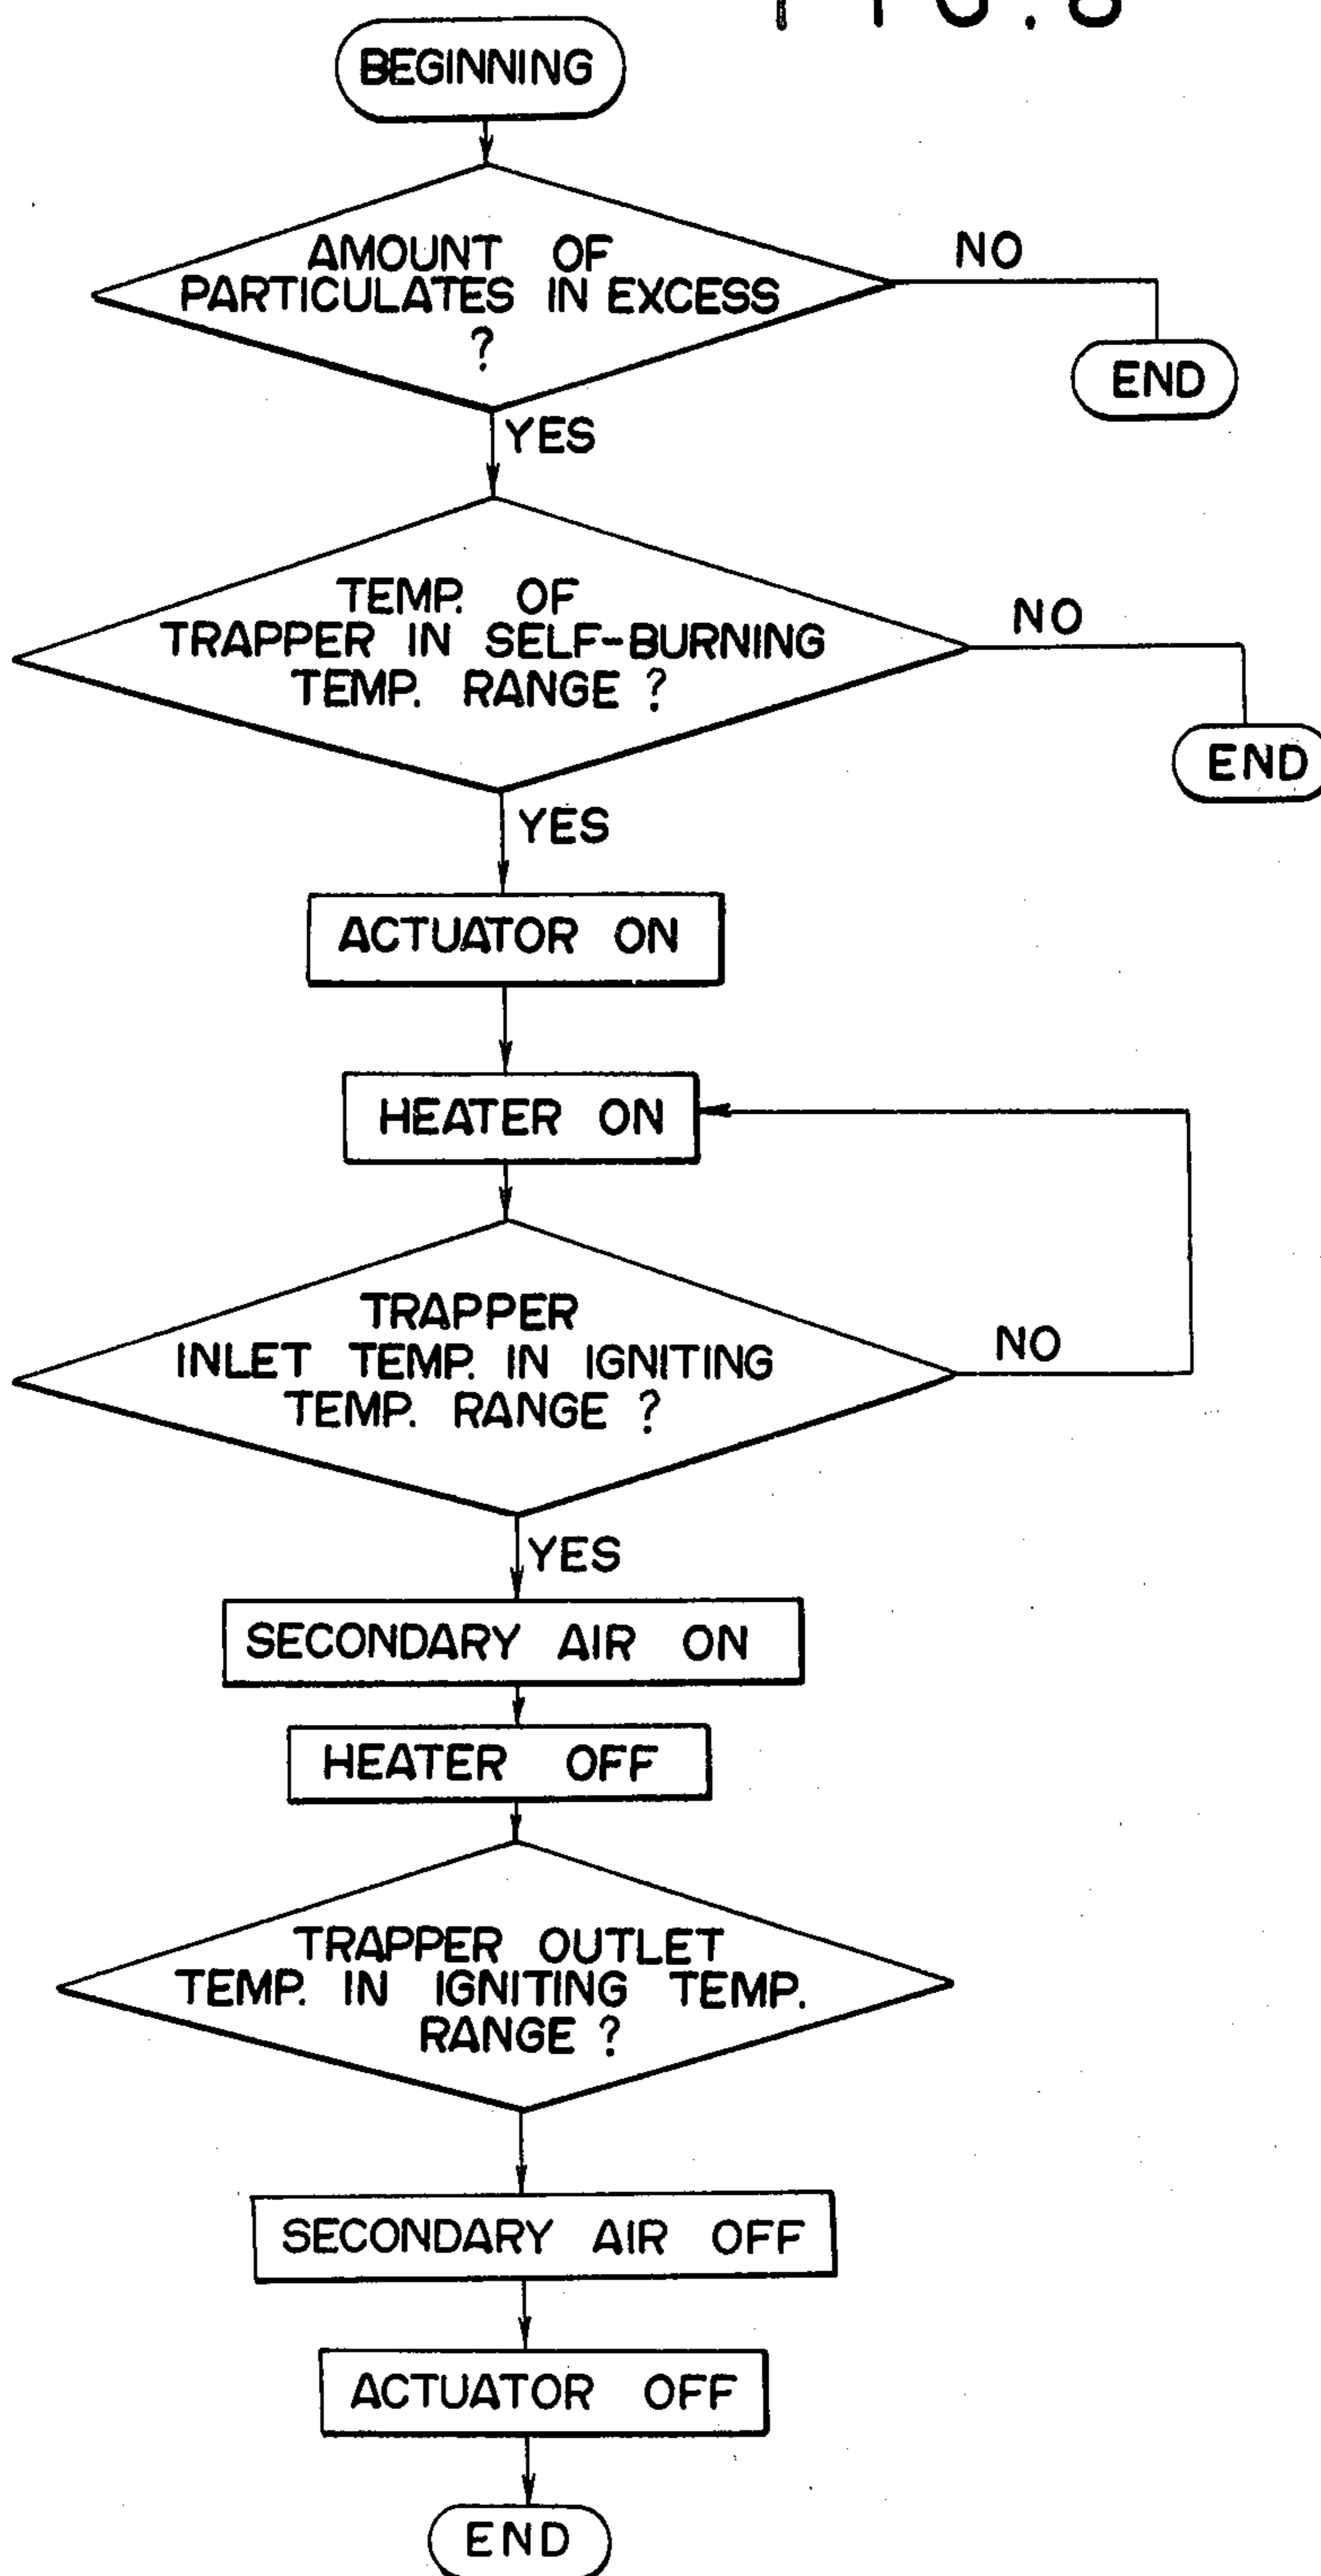 FIG. 8
BEGINNING
AMOUNT OF
PARTICULATES IN EXCESS
?
NO
END
YES
TEMP. OF
TRAPPER IN SELF-BURNING
TEMP. RANGE ?
NO
END
YES
ACTUATOR ON
HEATER ON
TRAPPER
INLET TEMP. IN IGNITING
TEMP. RANGE ?
NO
YES
SECONDARY AIR ON
HEATER OFF
TRAPPER OUTLET
TEMP. IN IGNITING TEMP.
RANGE ?
SECONDARY AIR OFF
ACTUATOR OFF
END